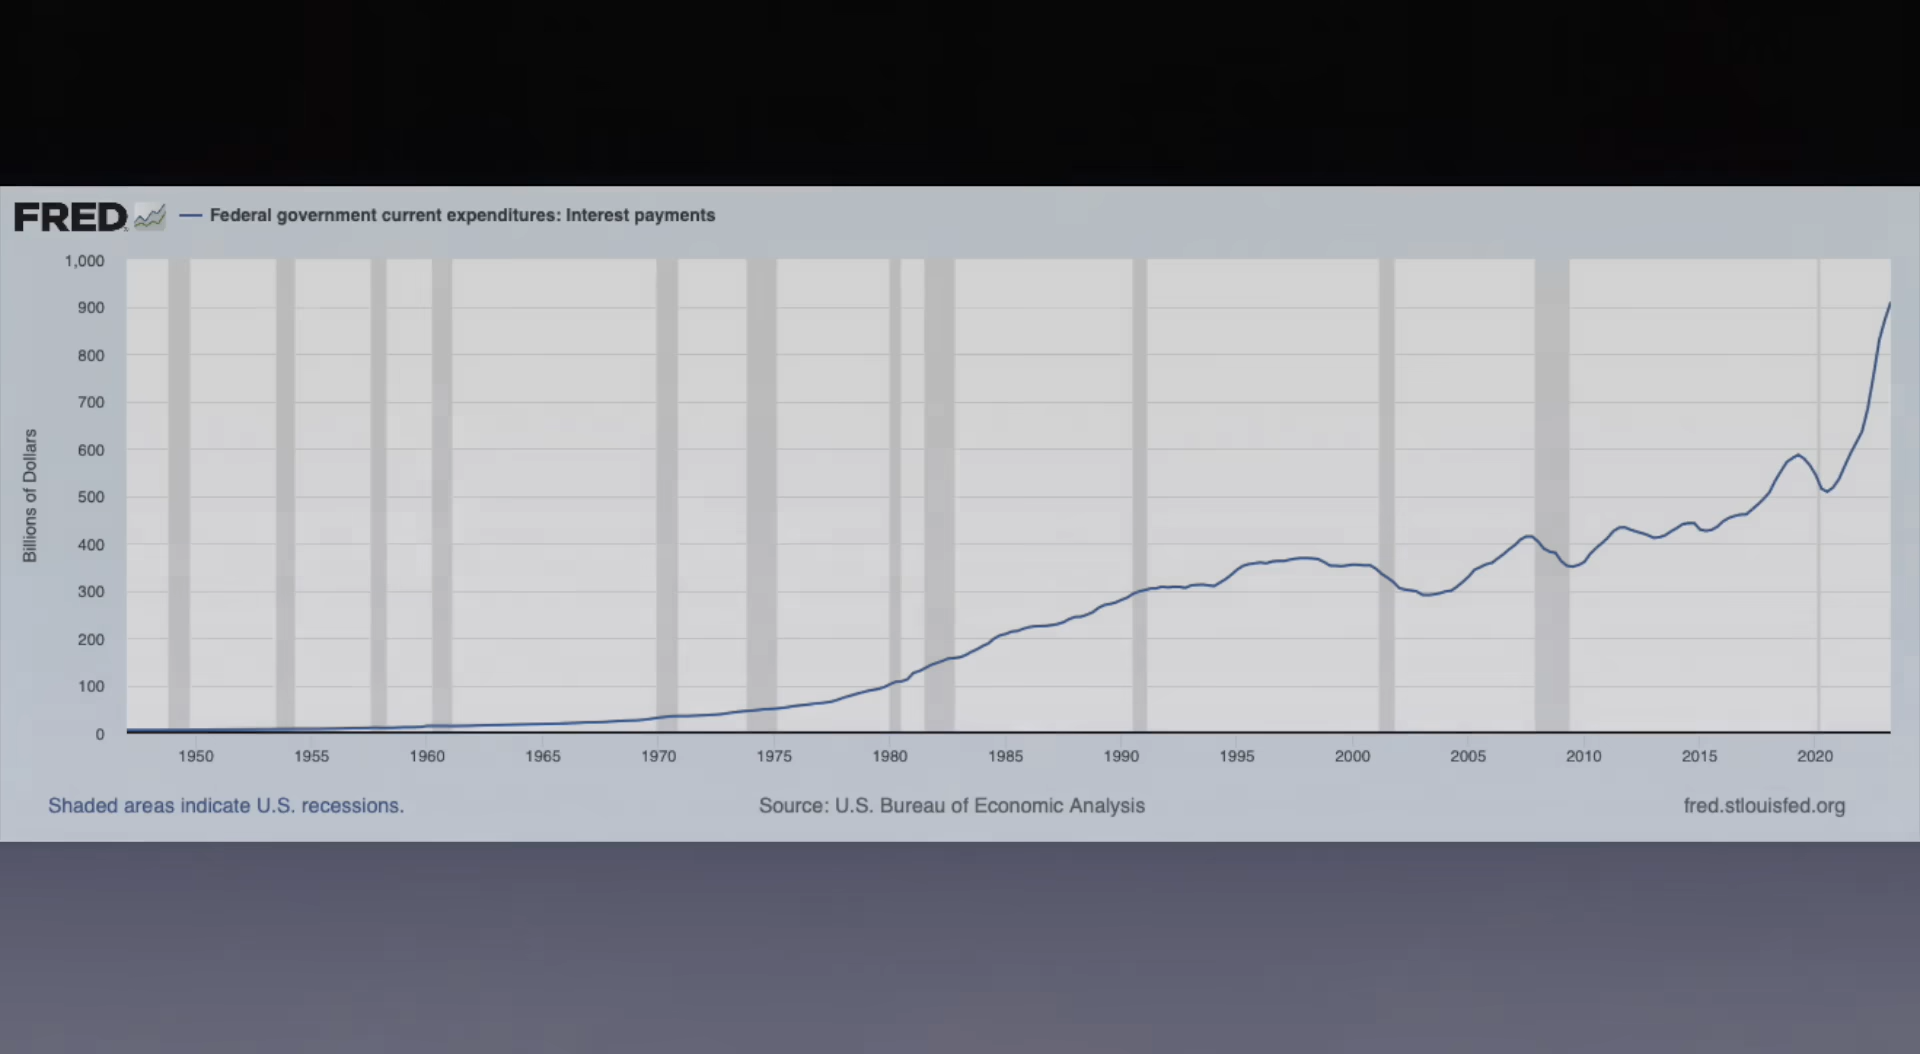 FRED
Federal government current expenditures: Interest payments
1,000
900
800
700
600
500
400
300
200
100
0
Billions of Dollars
1950 1955 1960 1965 1970 1975 1980 1985 1990 1995 2000 2005 2010 2015 2020
Shaded areas indicate U.S. recessions.
Source: U.S. Bureau of Economic Analysis
fred.stlouisfed.org